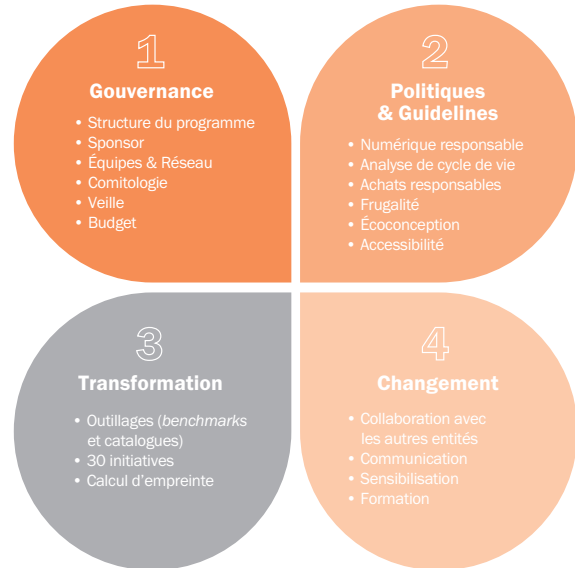 1
Gouvernance
• Structure du programme
• Sponsor
• Équipes & Réseau
• Comitologie
• Veille
• Budget
2
Politiques
& Guidelines
• Numérique responsable
• Analyse de cycle de vie
• Achats responsables
• Frugalité
• Écoconception
• Accessibilité
3
Transformation
• Outillages (benchmarks
et catalogues)
• 30 initiatives
• Calcul d'empreinte
4
Changement
• Collaboration avec
les autres entités
• Communication
• Sensibilisation
• Formation